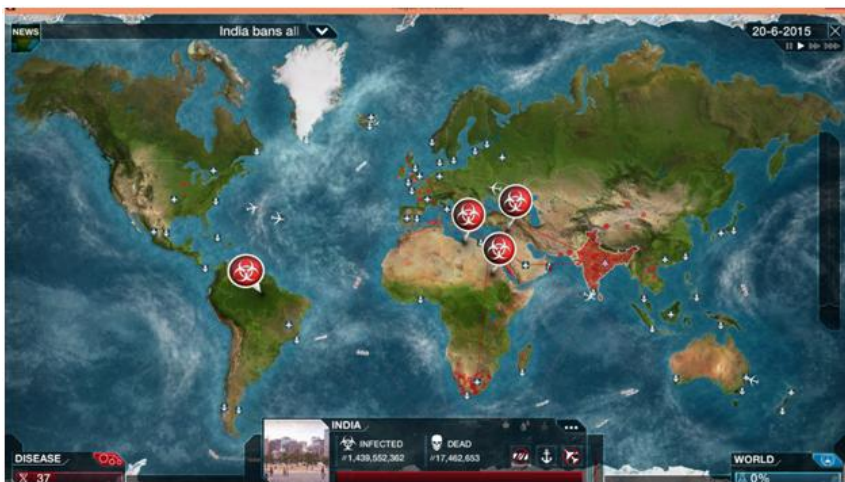 NEWS
India bans all
20-6-2015
INDIA
INFECTED
DEAD
#1,439,552,362
#17,462,653
DISEASE
37
WORLD
0%